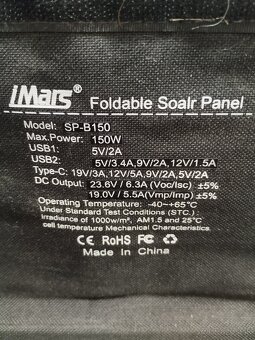 iMars® Foldable Soalr Panel
Model: SP-B150
Max.Power: 150W
USB1: 5V/2A
USB2: 5V/3.4A,9V/2A,12V/1.5A
Type-C: 19V/3A,12V/5A,9V/2A,5V/2A
DC Output: 23.6V / 6.3A (Voc/Isc) ±5%
19.0V / 5.5A(Vmp/Imp) ±5%
Operating Temperature: -40~+65°C
Under Standard Test Conditions (STC.) :
Irradiance of 1000w/m², AM1.5 and 25°C
cell temperature Mechanical Characteristics.
CE RoHS FC
Made In China